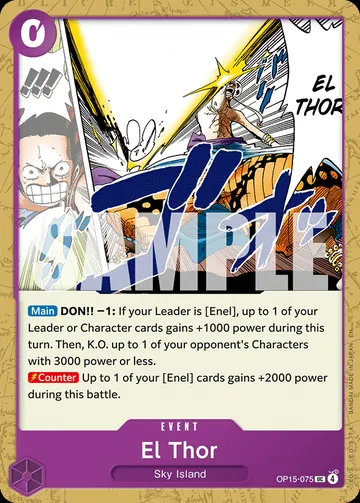 0
EL
THOR
ゴオ
SAMPLE
Main DON!! −1: If your Leader is [Enel], up to 1 of your
Leader or Character cards gains +1000 power during this
turn. Then, K.O. up to 1 of your opponent's Characters
with 3000 power or less.
Counter Up to 1 of your [Enel] cards gains +2000 power
during this battle.
EVENT
El Thor
Sky Island
OP15-075 UC 4